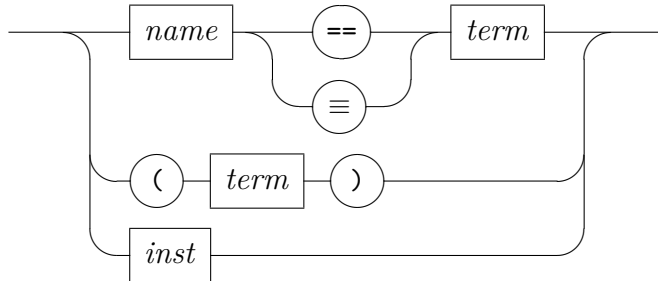 name == term
≡
( term )
inst